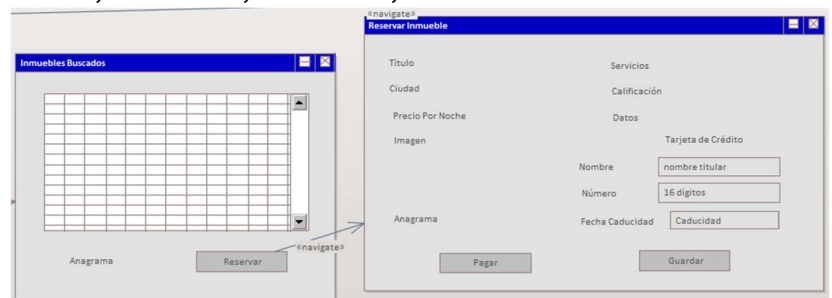 «navigate»
Reservar Inmueble
Inmuebles Buscados
Título
Servicios
Ciudad
Calificación
Precio Por Noche
Datos
Imagen
Tarjeta de Crédito
Nombre
nombre titular
Número
16 digitos
Anagrama
Fecha Caducidad
Caducidad
«navigate»
Anagrama
Reservar
Pagar
Guardar